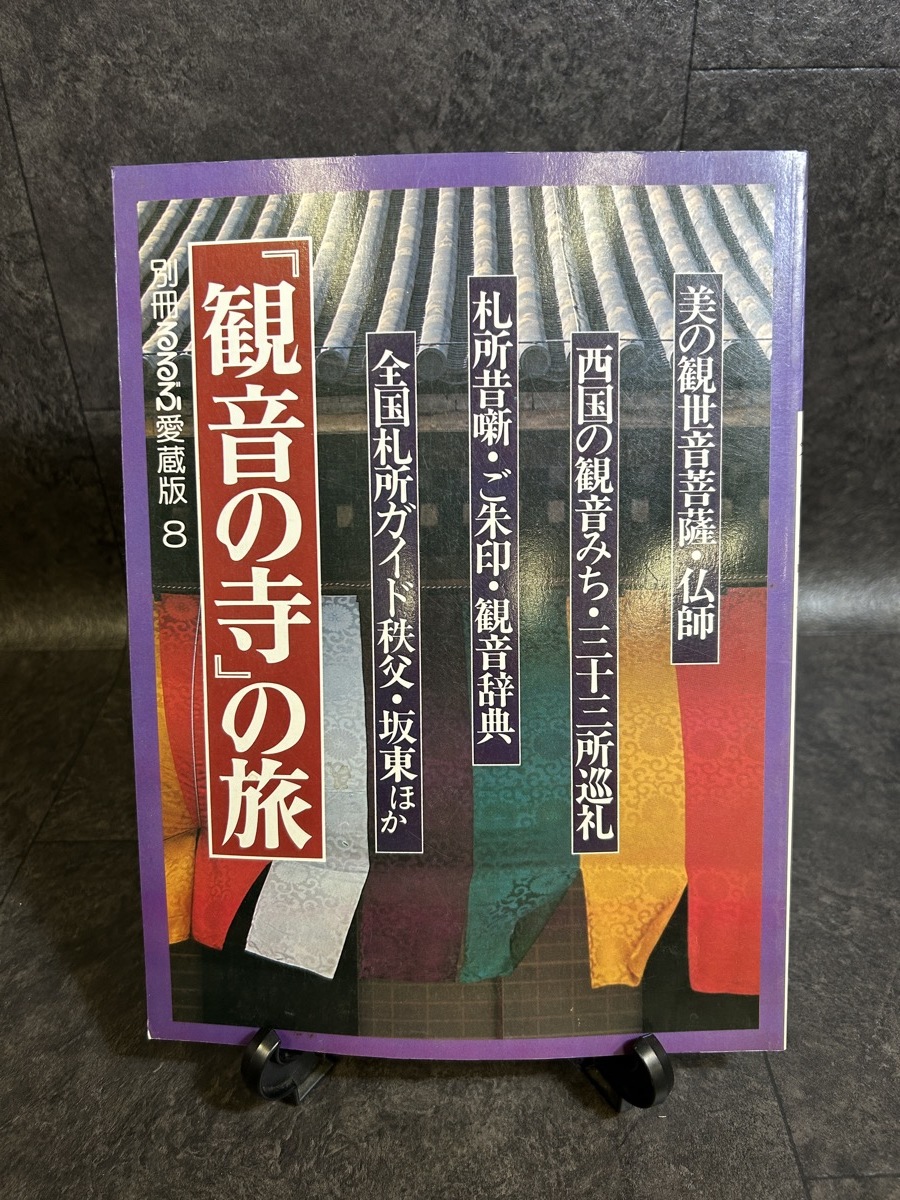 美の観世音菩薩・仏師
西国の観音みち・三十三所巡礼
札所昔噺・ご朱印・観音辞典
全国札所ガイド秩父・坂東ほか
『観音の寺』の旅
別冊るるぶ愛蔵版 8